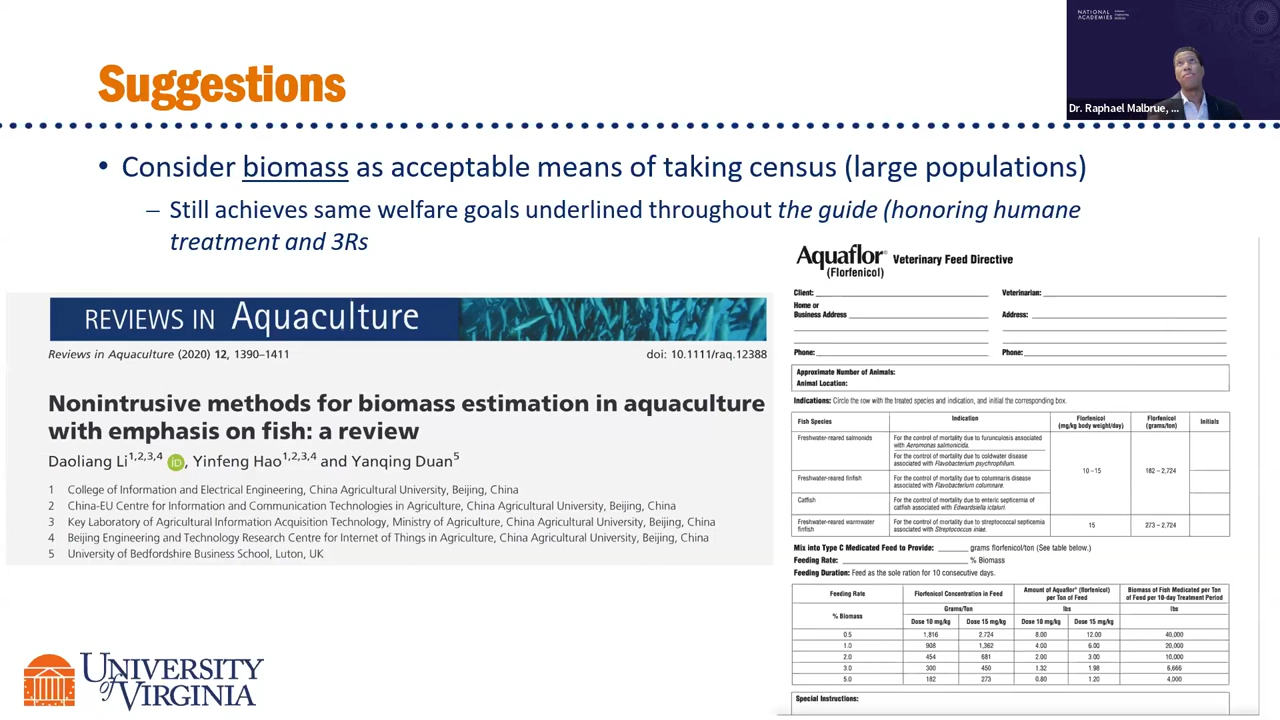 NATIONAL
ACADEMIES
Sciences
Engineering
Medicine
Dr. Raphael Malbrue, ...
Suggestions
• Consider biomass as acceptable means of taking census (large populations)
– Still achieves same welfare goals underlined throughout the guide (honoring humane
treatment and 3Rs
REVIEWS IN Aquaculture
Reviews in Aquaculture (2020) 12, 1390–1411 doi: 10.1111/raq.12388
Nonintrusive methods for biomass estimation in aquaculture
with emphasis on fish: a review
Daoliang Li1,2,3,4 iD, Yinfeng Hao1,2,3,4 and Yanqing Duan5
1 College of Information and Electrical Engineering, China Agricultural University, Beijing, China
2 China-EU Centre for Information and Communication Technologies in Agriculture, China Agricultural University, Beijing, China
3 Key Laboratory of Agricultural Information Acquisition Technology, Ministry of Agriculture, China Agricultural University, Beijing, China
4 Beijing Engineering and Technology Research Centre for Internet of Things in Agriculture, China Agricultural University, Beijing, China
5 University of Bedfordshire Business School, Luton, UK
Aquaflor® Veterinary Feed Directive
(Florfenicol)
Client: Veterinarian:
Home or
Business Address Address:
Phone: Phone:
Approximate Number of Animals:
Animal Location:
Indications: Circle the row with the treated species and indication, and initial the corresponding box.
Fish Species Indication Florfenicol (mg/kg body weight/day) Florfenicol (grams/ton) Initials
Freshwater-reared salmonids For the control of mortality due to furunculosis associated
with Aeromonas salmonicida.
For the control of mortality due to coldwater disease
associated with Flavobacterium psychrophilum.
10 –15 182 – 2,724
Freshwater-reared finfish For the control of mortality due to columnaris disease
associated with Flavobacterium columnare.
Catfish For the control of mortality due to enteric septicemia of
catfish associated with Edwardsiella ictaluri.
Freshwater-reared warmwater
finfish For the control of mortality due to streptococcal septicemia
associated with Streptococcus iniae. 15 273 – 2,724
Mix into Type C Medicated Feed to Provide: grams florfenicol/ton (See table below.)
Feeding Rate: % Biomass
Feeding Duration: Feed as the sole ration for 10 consecutive days.
Feeding Rate Florfenicol Concentration in Feed Amount of Aquaflor® (florfenicol) per Ton of Feed Biomass of Fish Medicated per Ton of Feed per 10-day Treatment Period
% Biomass Grams/Ton lbs lbs
Dose 10 mg/kg Dose 15 mg/kg Dose 10 mg/kg Dose 15 mg/kg
0.5 1,816 2,724 8.00 12.00 40,000
1.0 908 1,362 4.00 6.00 20,000
2.0 454 681 2.00 3.00 10,000
3.0 300 450 1.32 1.98 6,666
5.0 182 273 0.80 1.20 4,000
Special Instructions:
UNIVERSITY
of VIRGINIA